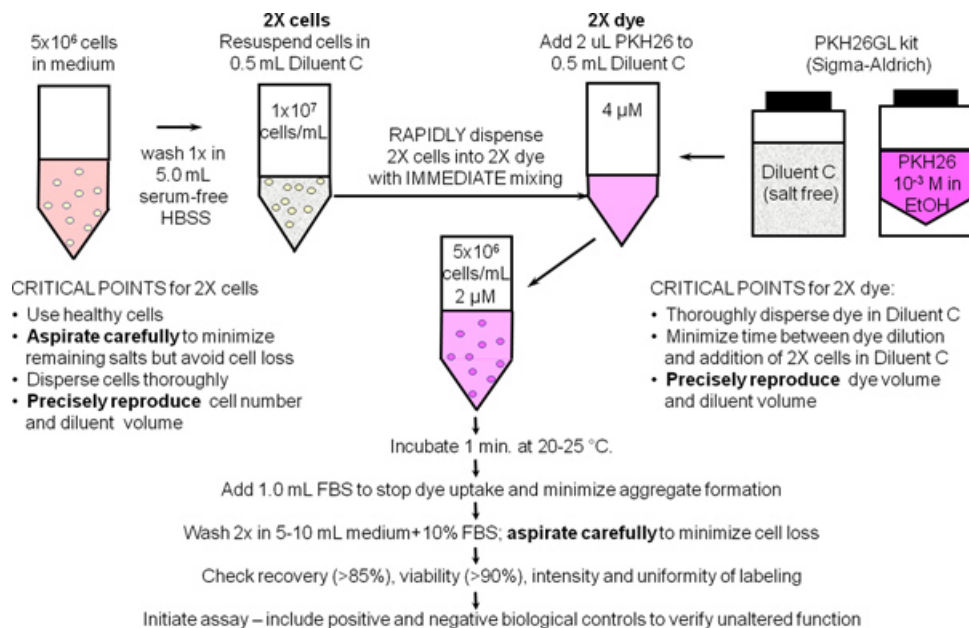 5x10⁶ cells
in medium
wash 1x in
5.0 mL
serum-free
HBSS
2X cells
Resuspend cells in
0.5 mL Diluent C
1x10⁷
cells/mL
RAPIDLY dispense
2X cells into 2X dye
with IMMEDIATE mixing
2X dye
Add 2 uL PKH26 to
0.5 mL Diluent C
4 µM
PKH26GL kit
(Sigma-Aldrich)
Diluent C
(salt free)
PKH26
10⁻³ M in
EtOH
5x10⁶
cells/mL
2 µM
CRITICAL POINTS for 2X cells
• Use healthy cells
• Aspirate carefully to minimize
remaining salts but avoid cell loss
• Disperse cells thoroughly
• Precisely reproduce cell number
and diluent volume
CRITICAL POINTS for 2X dye:
• Thoroughly disperse dye in Diluent C
• Minimize time between dye dilution
and addition of 2X cells in Diluent C
• Precisely reproduce dye volume
and diluent volume
Incubate 1 min. at 20-25 °C.
Add 1.0 mL FBS to stop dye uptake and minimize aggregate formation
Wash 2x in 5-10 mL medium+10% FBS; aspirate carefully to minimize cell loss
Check recovery (>85%), viability (>90%), intensity and uniformity of labeling
Initiate assay – include positive and negative biological controls to verify unaltered function